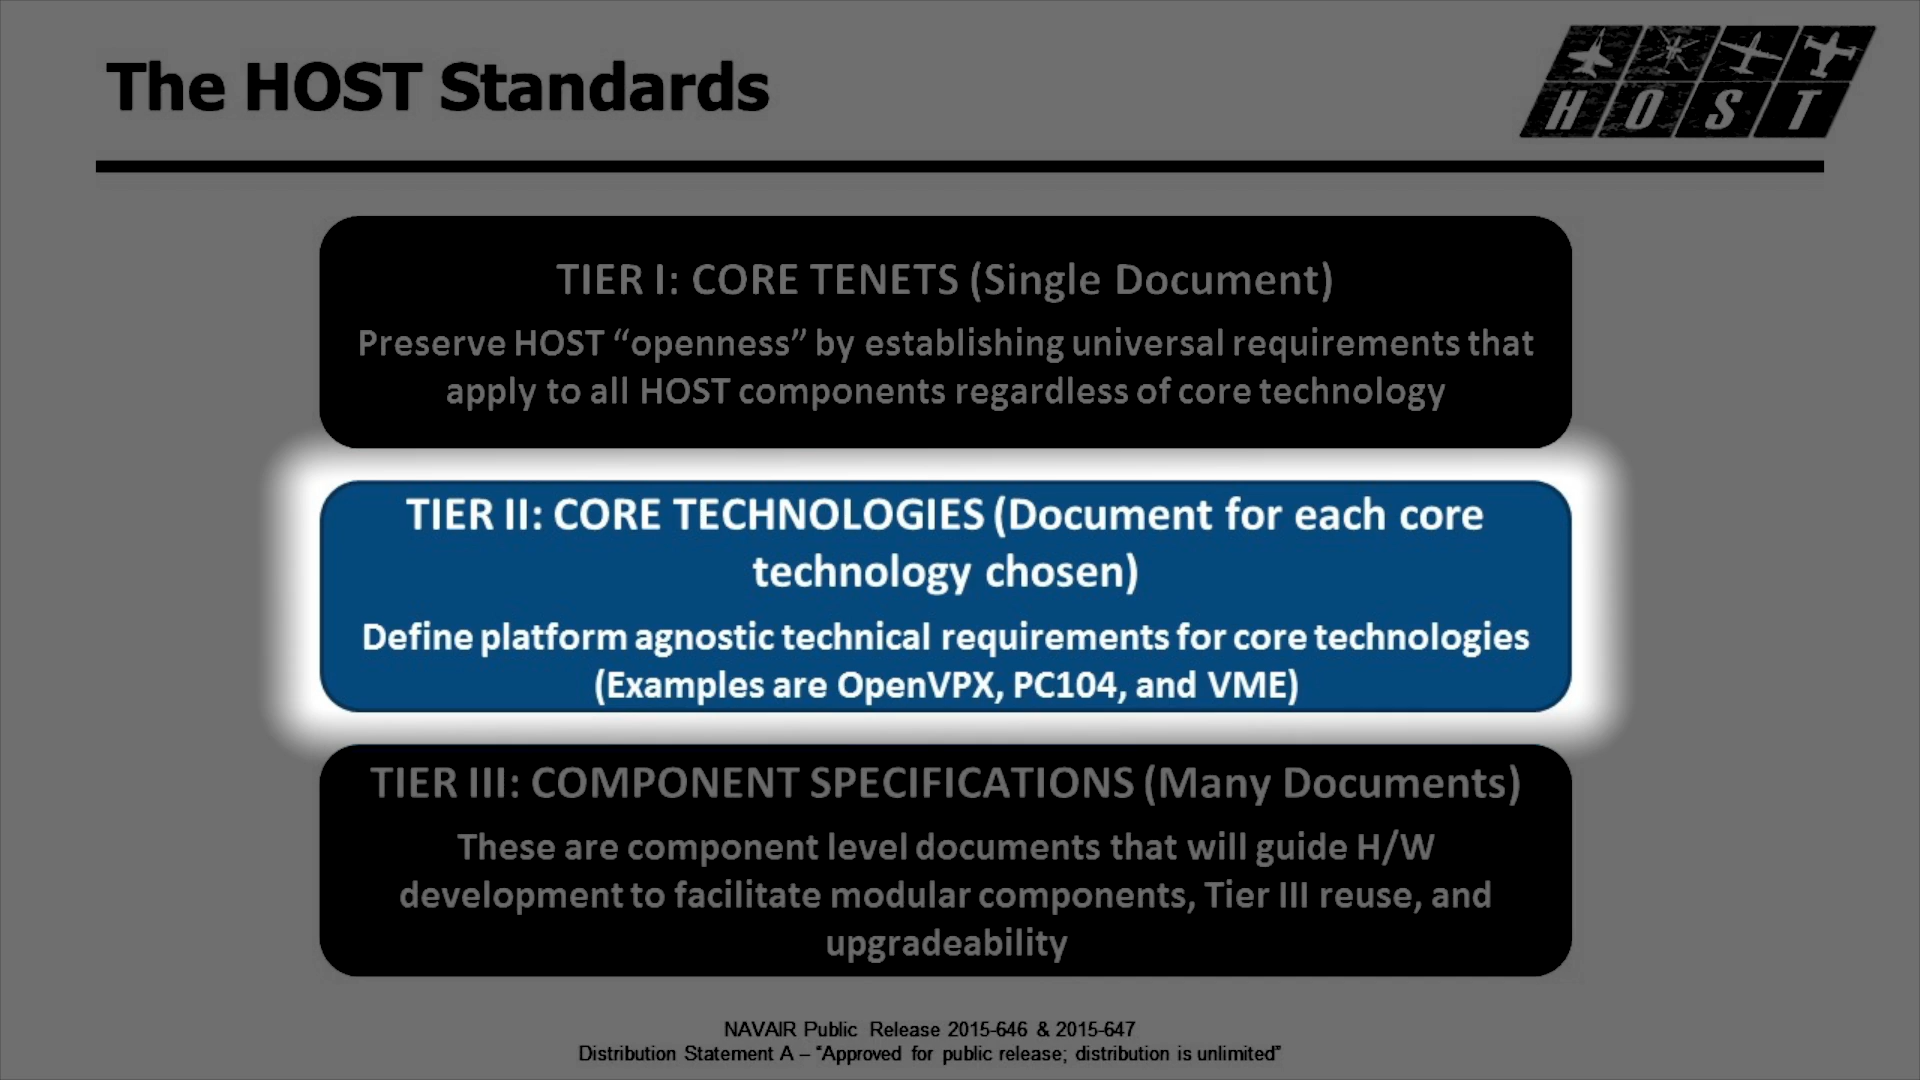 The HOST Standards
H O S T
TIER I: CORE TENETS (Single Document)
Preserve HOST “openness” by establishing universal requirements that
apply to all HOST components regardless of core technology
TIER II: CORE TECHNOLOGIES (Document for each core
technology chosen)
Define platform agnostic technical requirements for core technologies
(Examples are OpenVPX, PC104, and VME)
TIER III: COMPONENT SPECIFICATIONS (Many Documents)
These are component level documents that will guide H/W
development to facilitate modular components, Tier III reuse, and
upgradeability
NAVAIR Public Release 2015-646 & 2015-647
Distribution Statement A – “Approved for public release; distribution is unlimited”